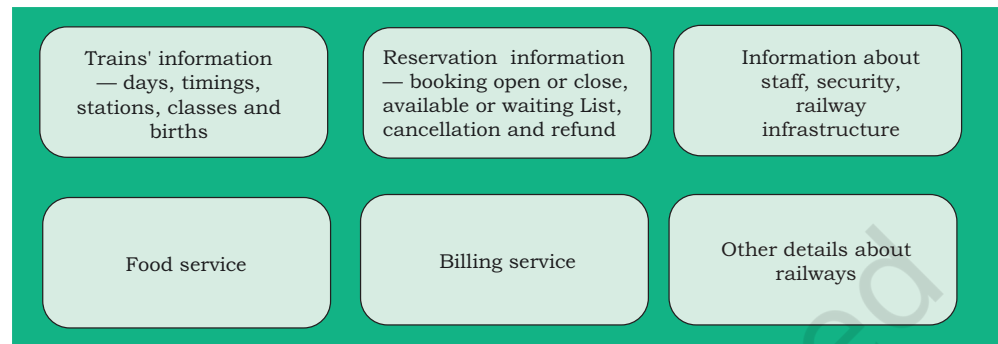 Trains' information
— days, timings,
stations, classes and
births
Reservation information
— booking open or close,
available or waiting List,
cancellation and refund
Information about
staff, security,
railway
infrastructure
Food service
Billing service
Other details about
railways
ed